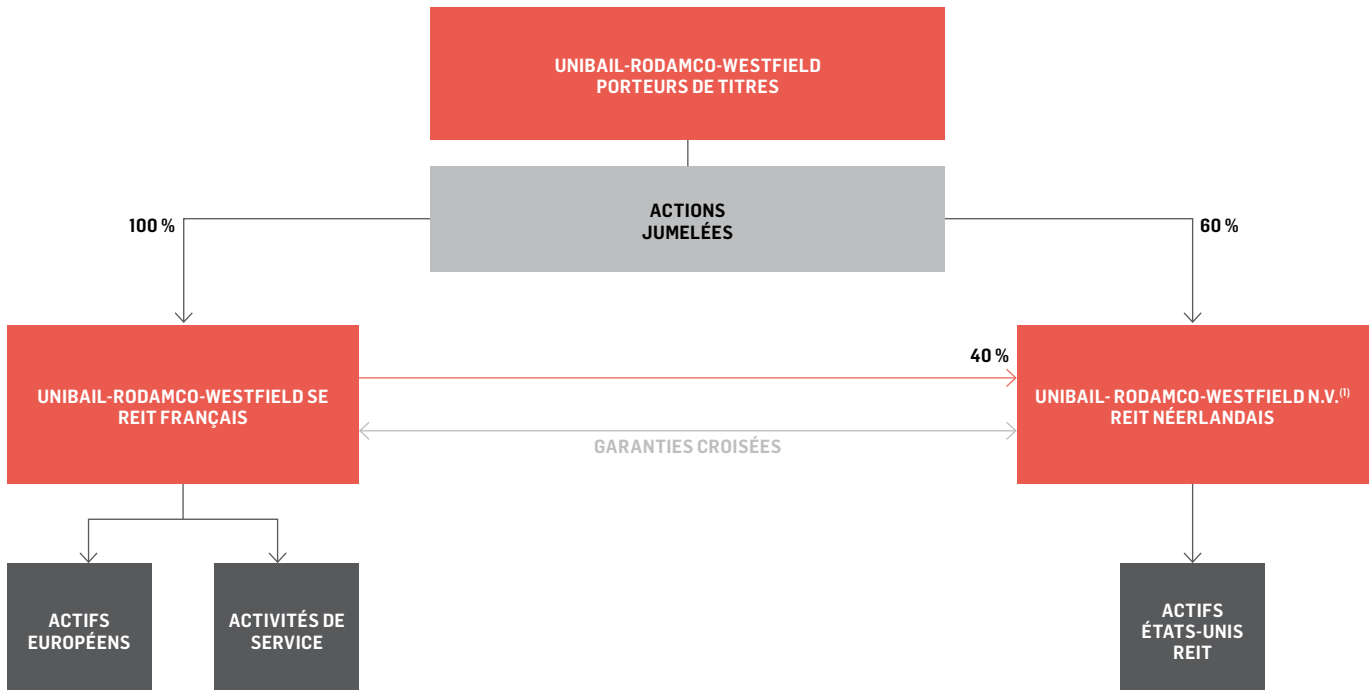 UNIBAIL-RODAMCO-WESTFIELD
PORTEURS DE TITRES
ACTIONS
JUMELÉES
100 %
60 %
40 %
UNIBAIL-RODAMCO-WESTFIELD SE
REIT FRANÇAIS
UNIBAIL- RODAMCO-WESTFIELD N.V.(1)
REIT NÉERLANDAIS
GARANTIES CROISÉES
ACTIFS
EUROPÉENS
ACTIVITÉS DE
SERVICE
ACTIFS
ÉTATS-UNIS
REIT